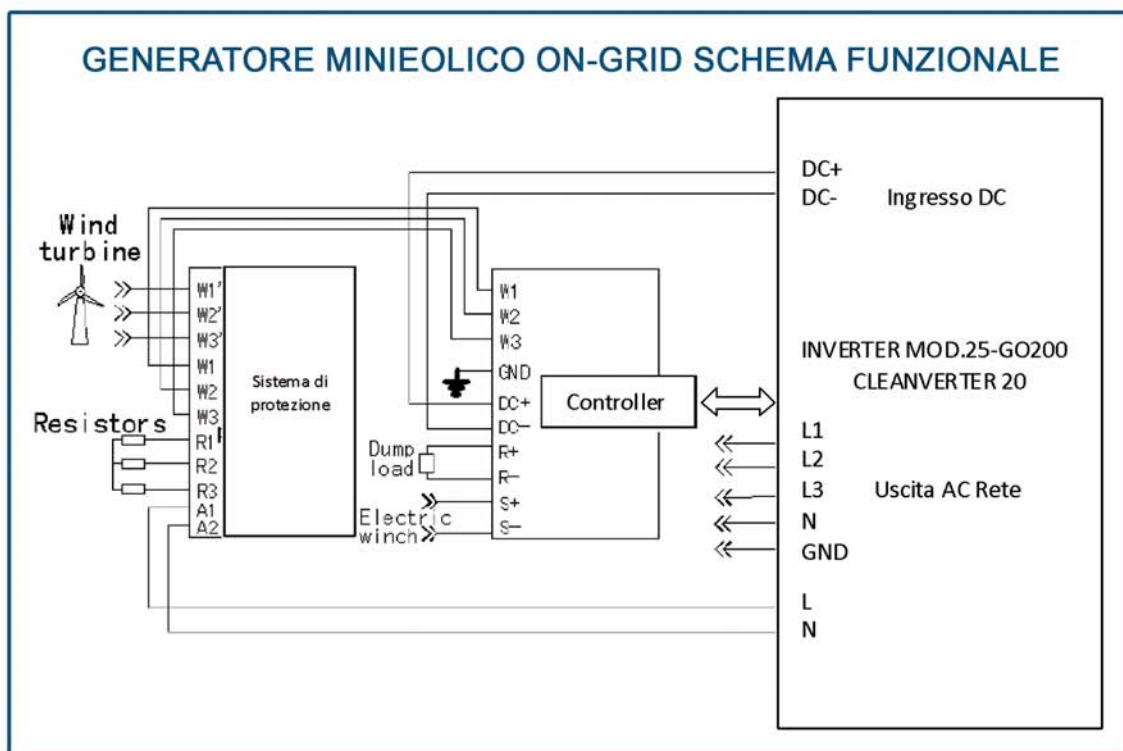 GENERATORE MINIEOLICO ON-GRID SCHEMA FUNZIONALE
Wind
turbine
W1'
W2'
W3'
W1
W2
W3
Resistors
R1
R2
R3
A1
A2
Sistema di
protezione
W1
W2
W3
GND
DC+
DC-
R+
R-
S+
S-
Controller
Dump
load
Electric
winch
DC+
DC-
Ingresso DC
INVERTER MOD.25-GO200
CLEANVERTER 20
L1
L2
L3
N
GND
Uscita AC Rete
L
N